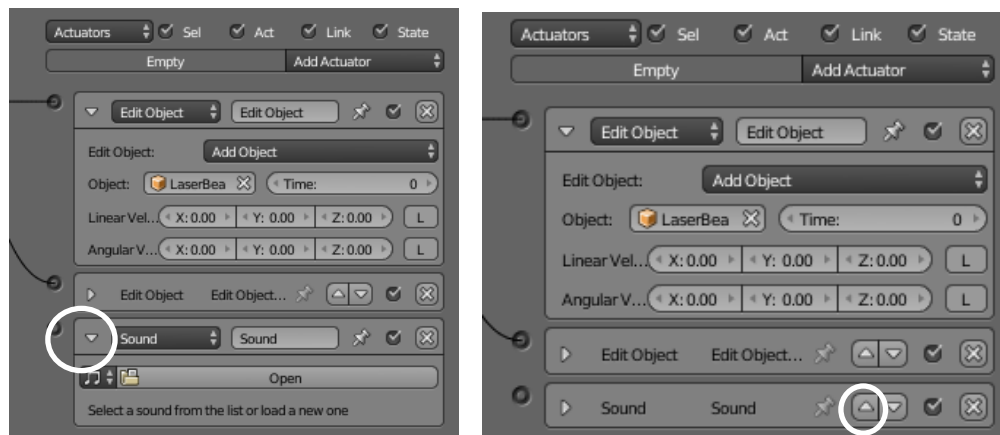 Actuators Sel Act Link State
Empty Add Actuator
Edit Object Edit Object
Edit Object: Add Object
Object: LaserBea Time: 0
Linear Vel... X: 0.00 Y: 0.00 Z: 0.00 L
Angular V... X: 0.00 Y: 0.00 Z: 0.00 L
Edit Object Edit Object...
Sound Sound
Open
Select a sound from the list or load a new one
Actuators Sel Act Link State
Empty Add Actuator
Edit Object Edit Object
Edit Object: Add Object
Object: LaserBea Time: 0
Linear Vel... X: 0.00 Y: 0.00 Z: 0.00 L
Angular V... X: 0.00 Y: 0.00 Z: 0.00 L
Edit Object Edit Object...
Sound Sound